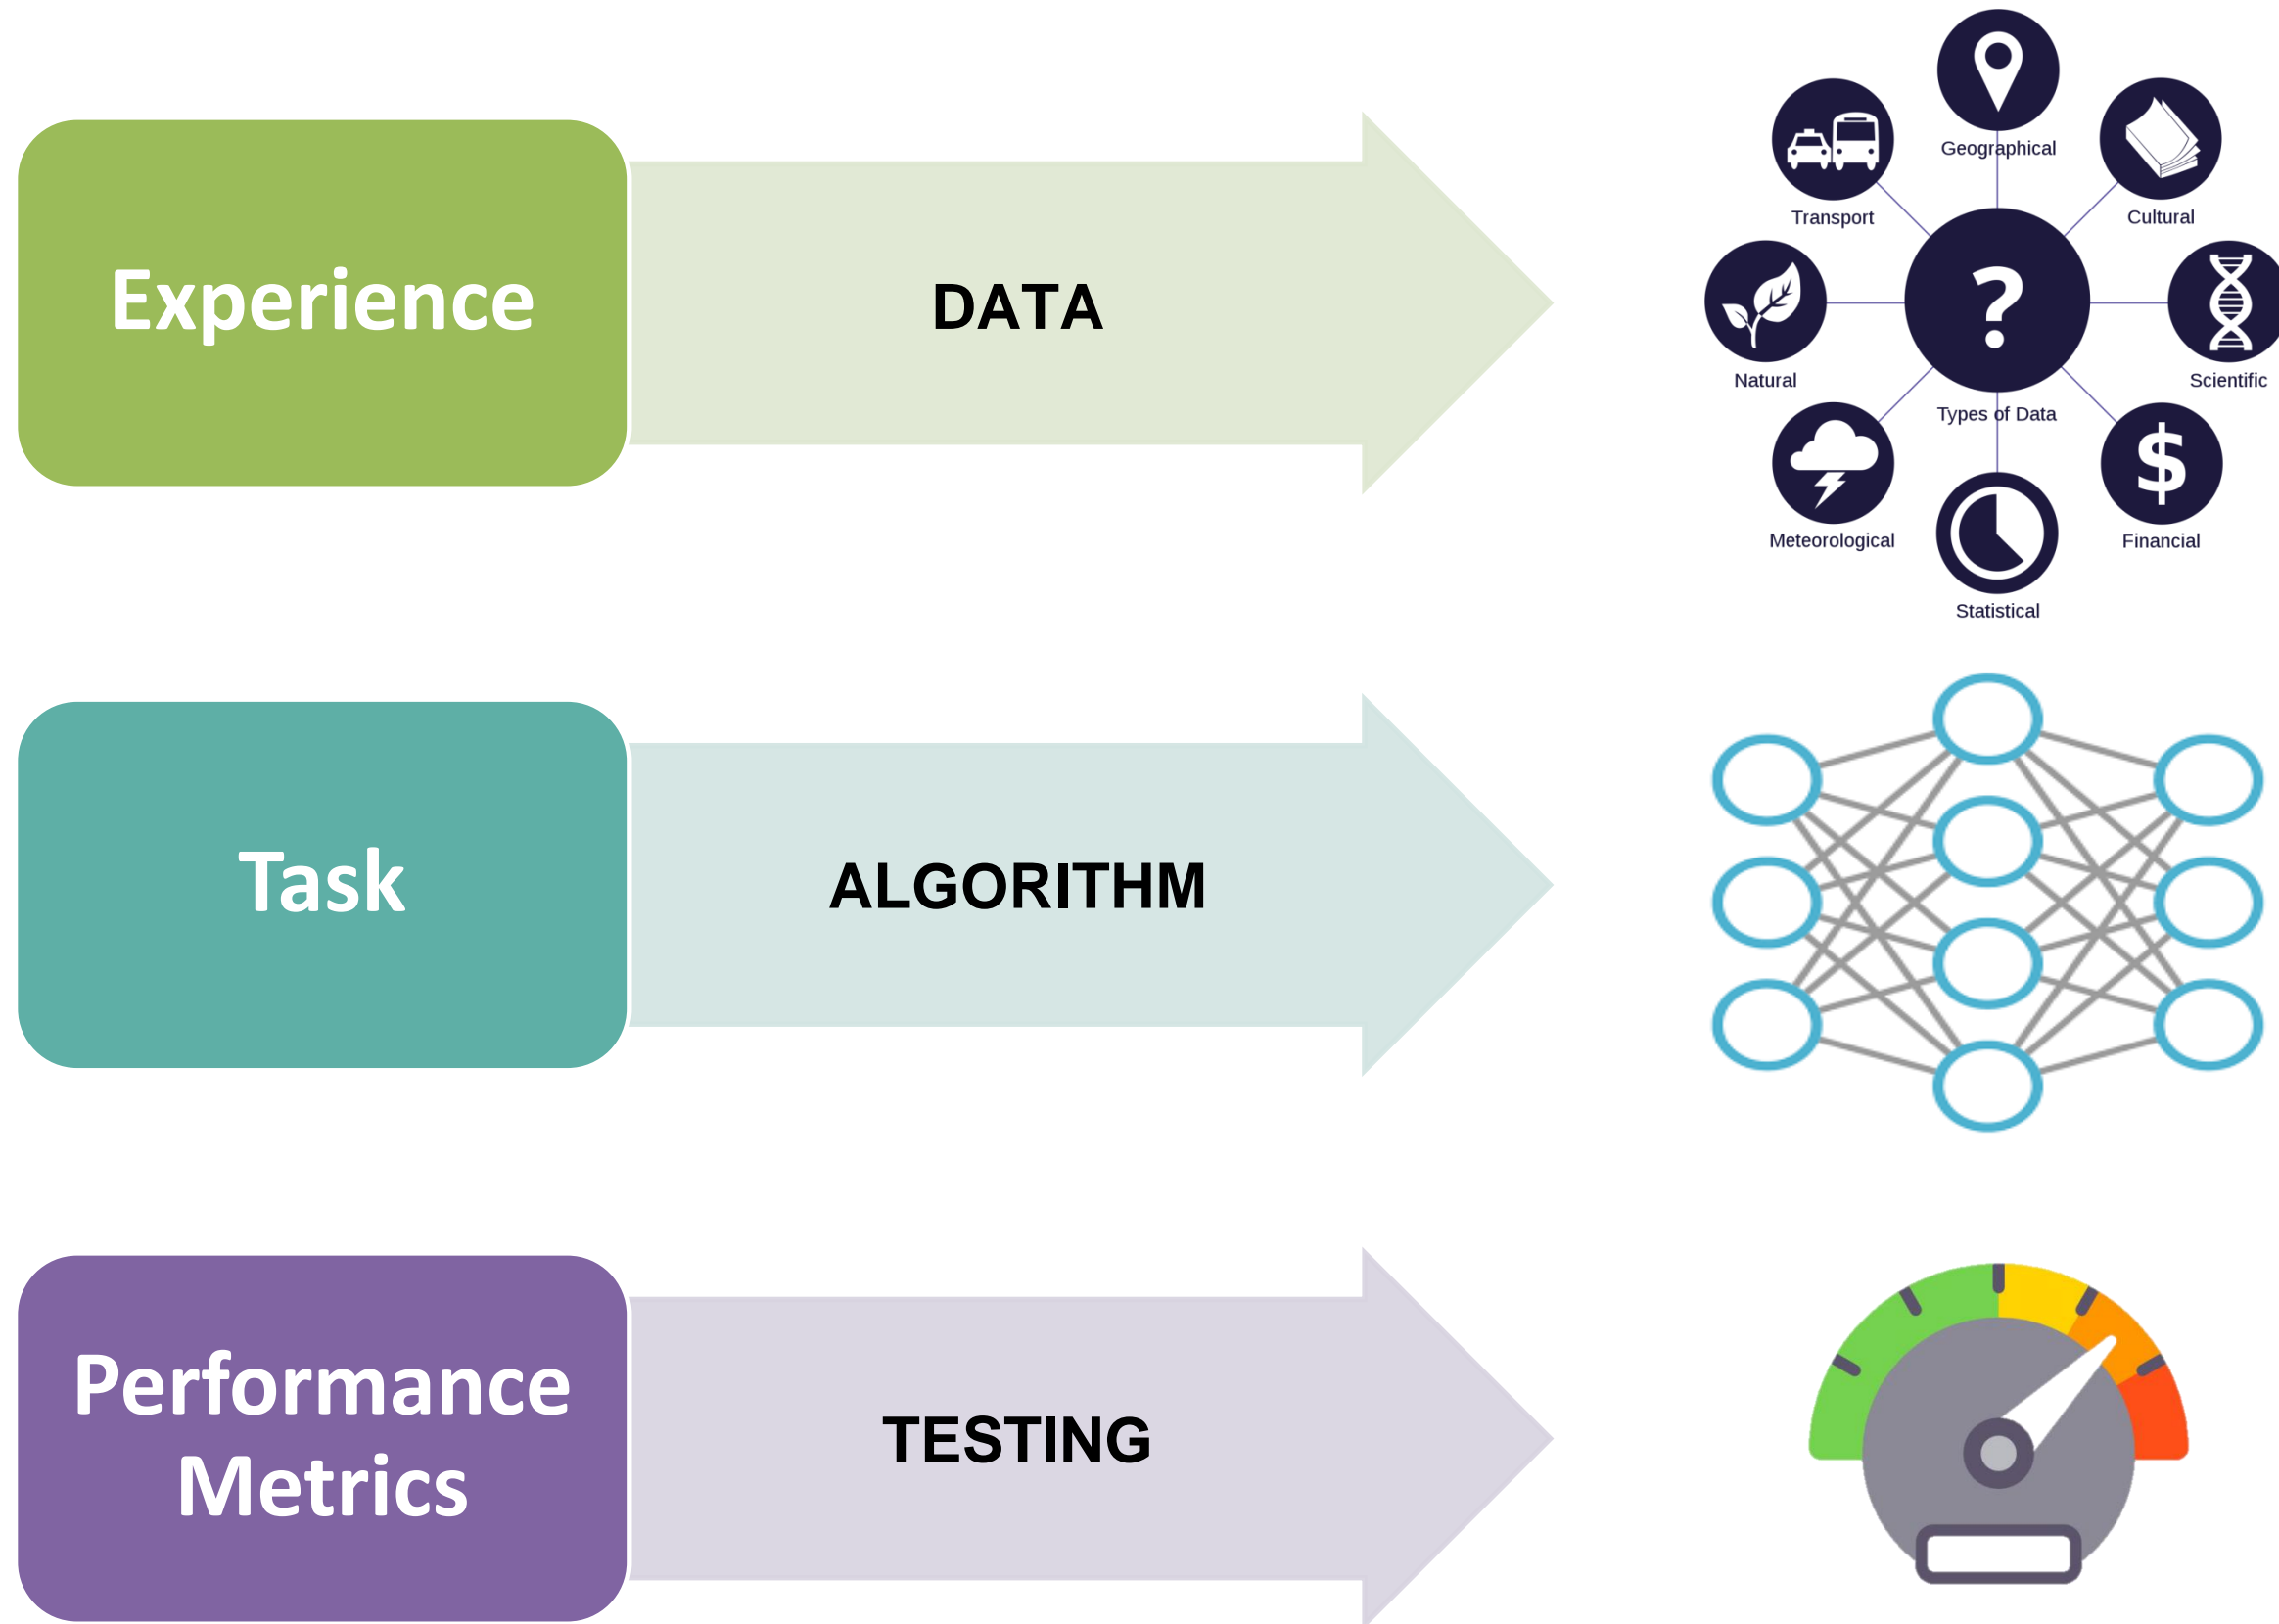 Experience
DATA
Geographical
Transport
Cultural
?
Natural
Scientific
Types of Data
$
Meteorological
Financial
Statistical
Task
ALGORITHM
Performance
Metrics
TESTING